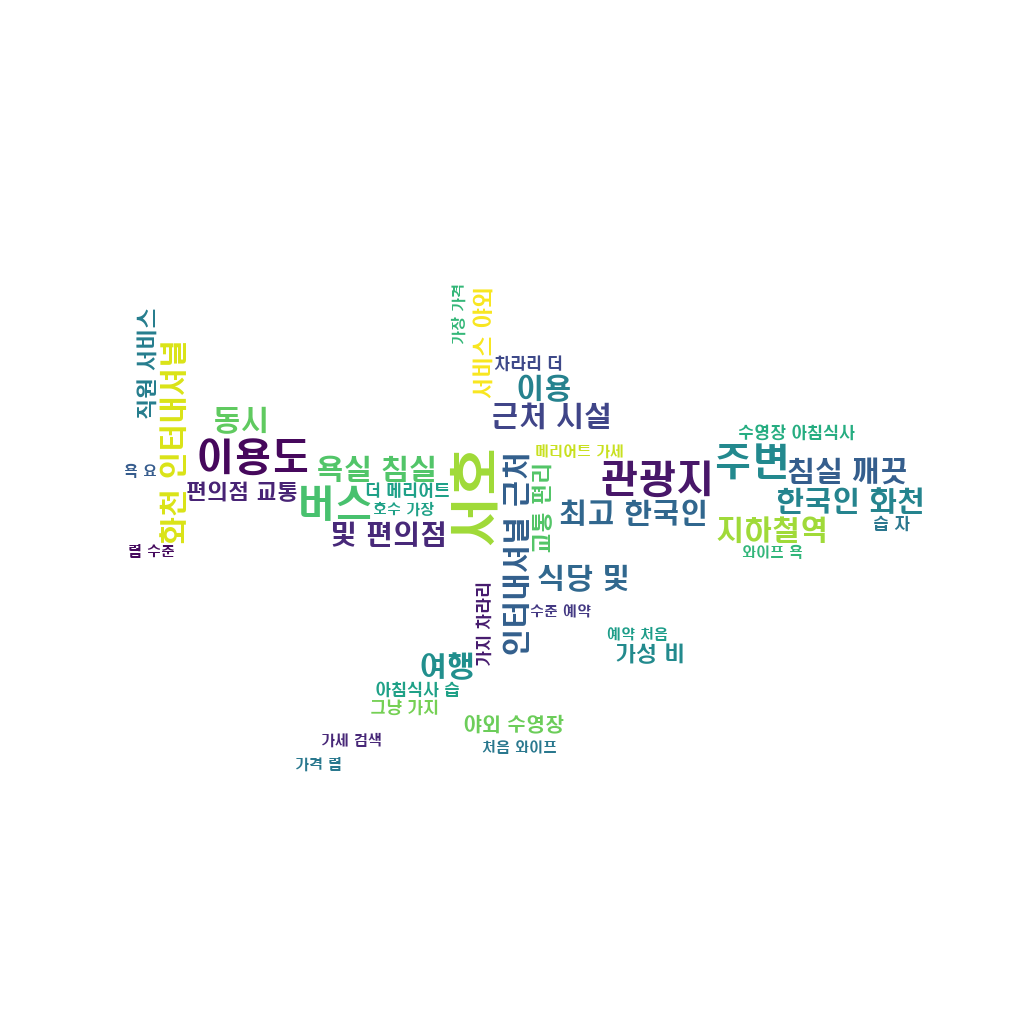 가장 가격
서비스 야외
직원 서비스
화천 인터내셔널
차라리 더
이용
근처 시설
동시
이용도
욕실 침실
메리어트 가세
수영장 아침식사
주변
침실 깨끗
관광지
욕 요
편의점 교통
버스
더 메리어트
호수 가장
시호
인터내셔널 근처
교통 편리
최고 한국인
한국인 화천
습 자
및 편의점
지하철역
렴 수준
와이프 욕
식당 및
가지 차라리
수준 예약
예약 처음
가성 비
여행
아침식사 습
그냥 가지
야외 수영장
가세 검색
처음 와이프
가격 렴